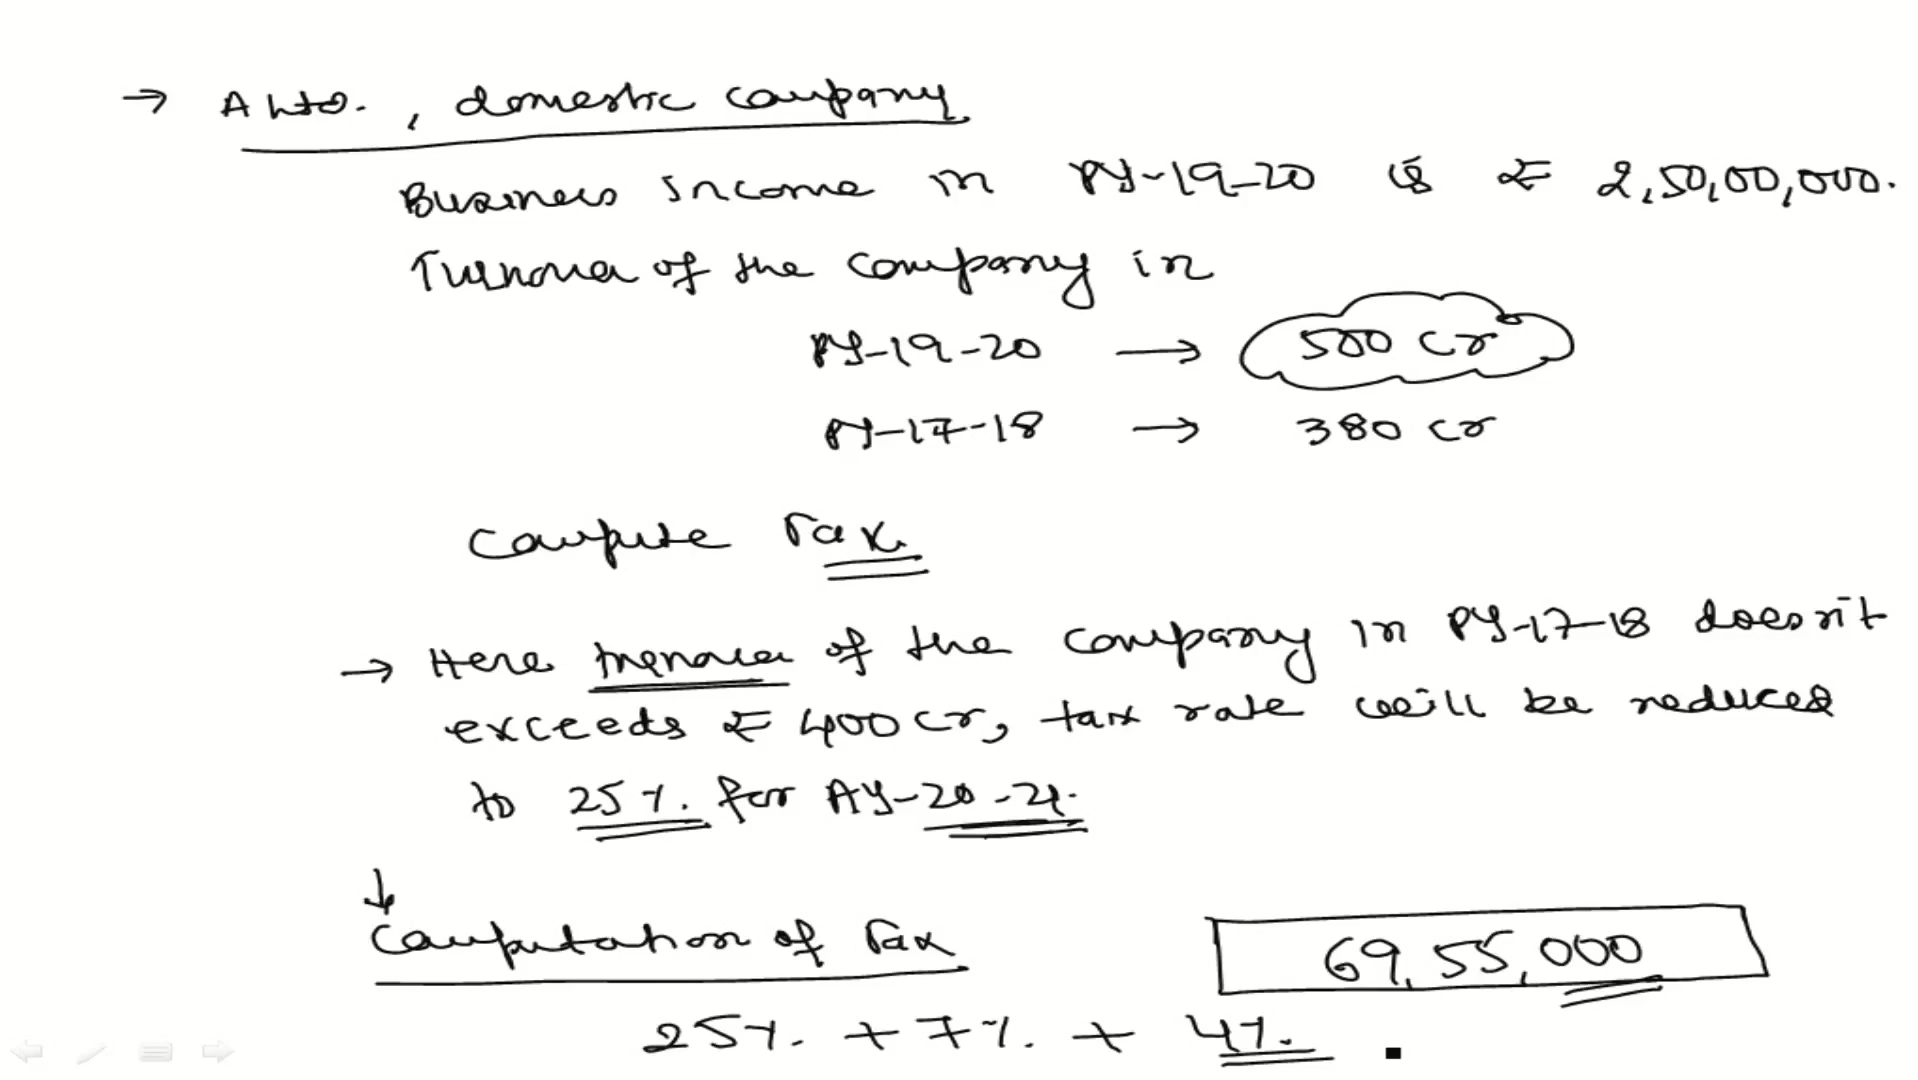 → A Ltd. , domestic company
Business Income in PY-19-20 is ₹ 2,50,00,000.
Turnover of the company in
PY-19-20 → 500 Cr
PY-17-18 → 380 Cr
Compute Tax.
→ Here turnover of the company in PY-17-18 doesn't
exceeds ₹ 400 Cr, tax rate will be reduced
to 25%. for AY-20-21.
↓
Computation of Tax
69,55,000
25%. + 7%. + 4%.